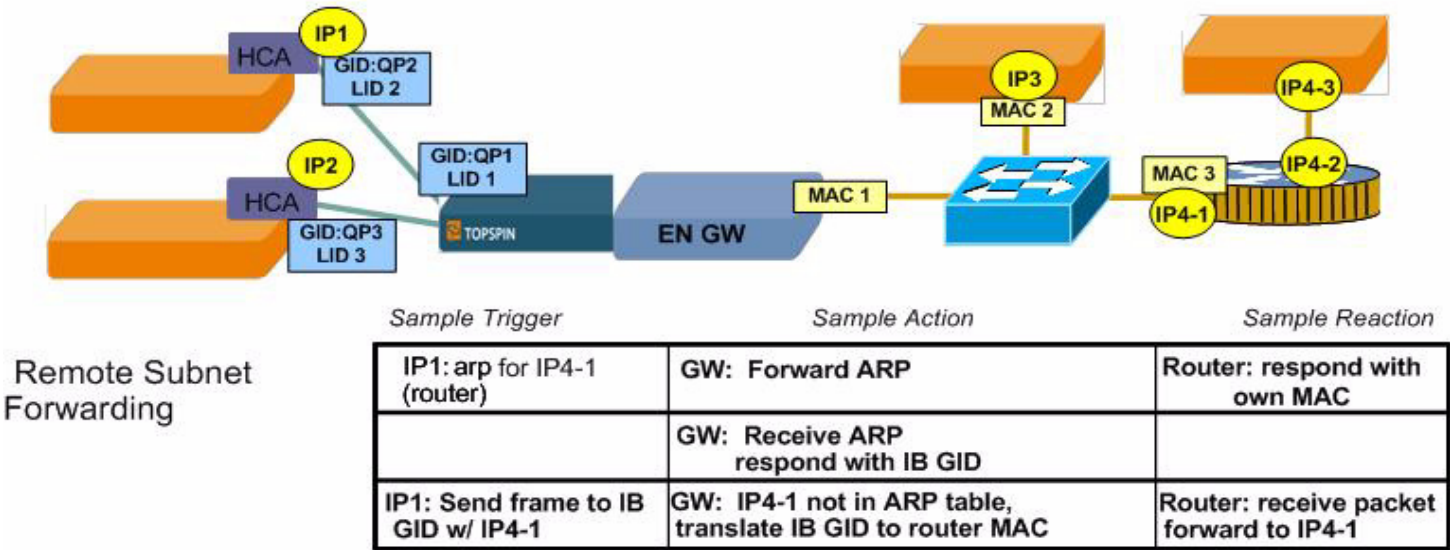 IP1
HCA
GID:QP2
LID 2
IP2
HCA
GID:QP3
LID 3
GID:QP1
LID 1
TOPSPIN
EN GW
MAC 1
IP3
MAC 2
IP4-3
IP4-2
MAC 3
IP4-1
Sample Trigger
Sample Action
Sample Reaction
Remote Subnet
Forwarding
IP1: arp for IP4-1
(router)
GW: Forward ARP
Router: respond with
own MAC
GW: Receive ARP
respond with IB GID
IP1: Send frame to IB
GID w/ IP4-1
GW: IP4-1 not in ARP table,
translate IB GID to router MAC
Router: receive packet
forward to IP4-1